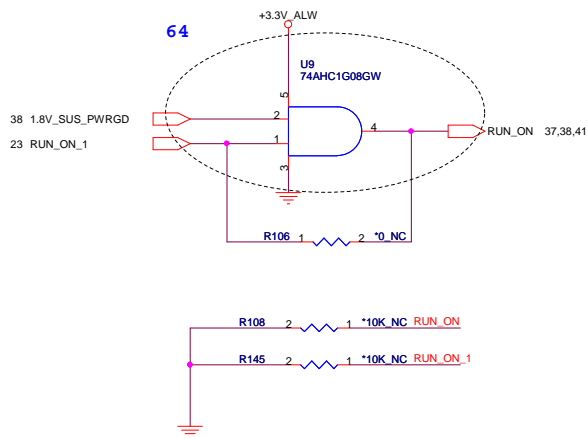 64
+3.3V_ALW
U9
74AHC1G08GW
5
38 1.8V_SUS_PWRGD
2
23 RUN_ON_1
1
4
RUN_ON 37,38,41
3
R106 1 2 *0_NC
R108 2 1 *10K_NC RUN_ON
R145 2 1 *10K_NC RUN_ON_1